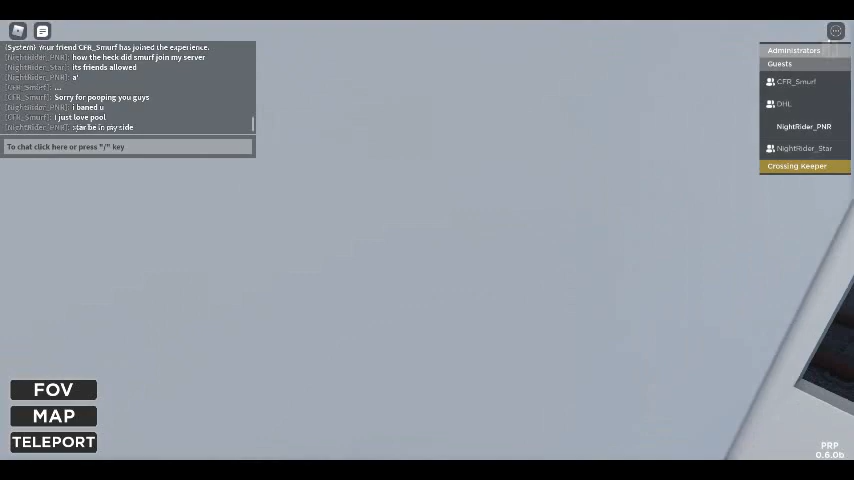 {System} Your friend CFR_Smurf has joined the experience.
[NightRider_PNR]: how the heck did smurf join my server
[NightRider_Star]: its friends allowed
[NightRider_PNR]: a'
[CFR_Smurf]: ...
[CFR_Smurf]: Sorry for pooping you guys
[NightRider_PNR]: i baned u
[CFR_Smurf]: I just love pool
[NightRider_PNR]: star be in my side
To chat click here or press "/" key
Administrators
Guests
CFR_Smurf
DHL
NightRider_PNR
NightRider_Star
Crossing Keeper
FOV
MAP
TELEPORT
PRP
0.6.0b